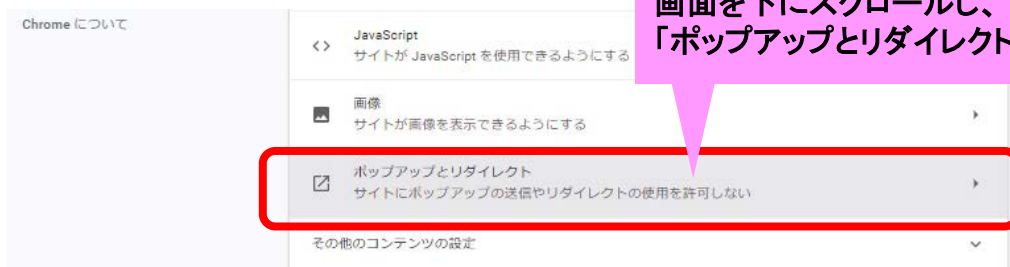 Chrome について
画面を下にスクロールし、
「ポップアップとリダイレクト
JavaScript
サイトが JavaScript を使用できるようにする
画像
サイトが画像を表示できるようにする
ポップアップとリダイレクト
サイトにポップアップの送信やリダイレクトの使用を許可しない
その他のコンテンツの設定